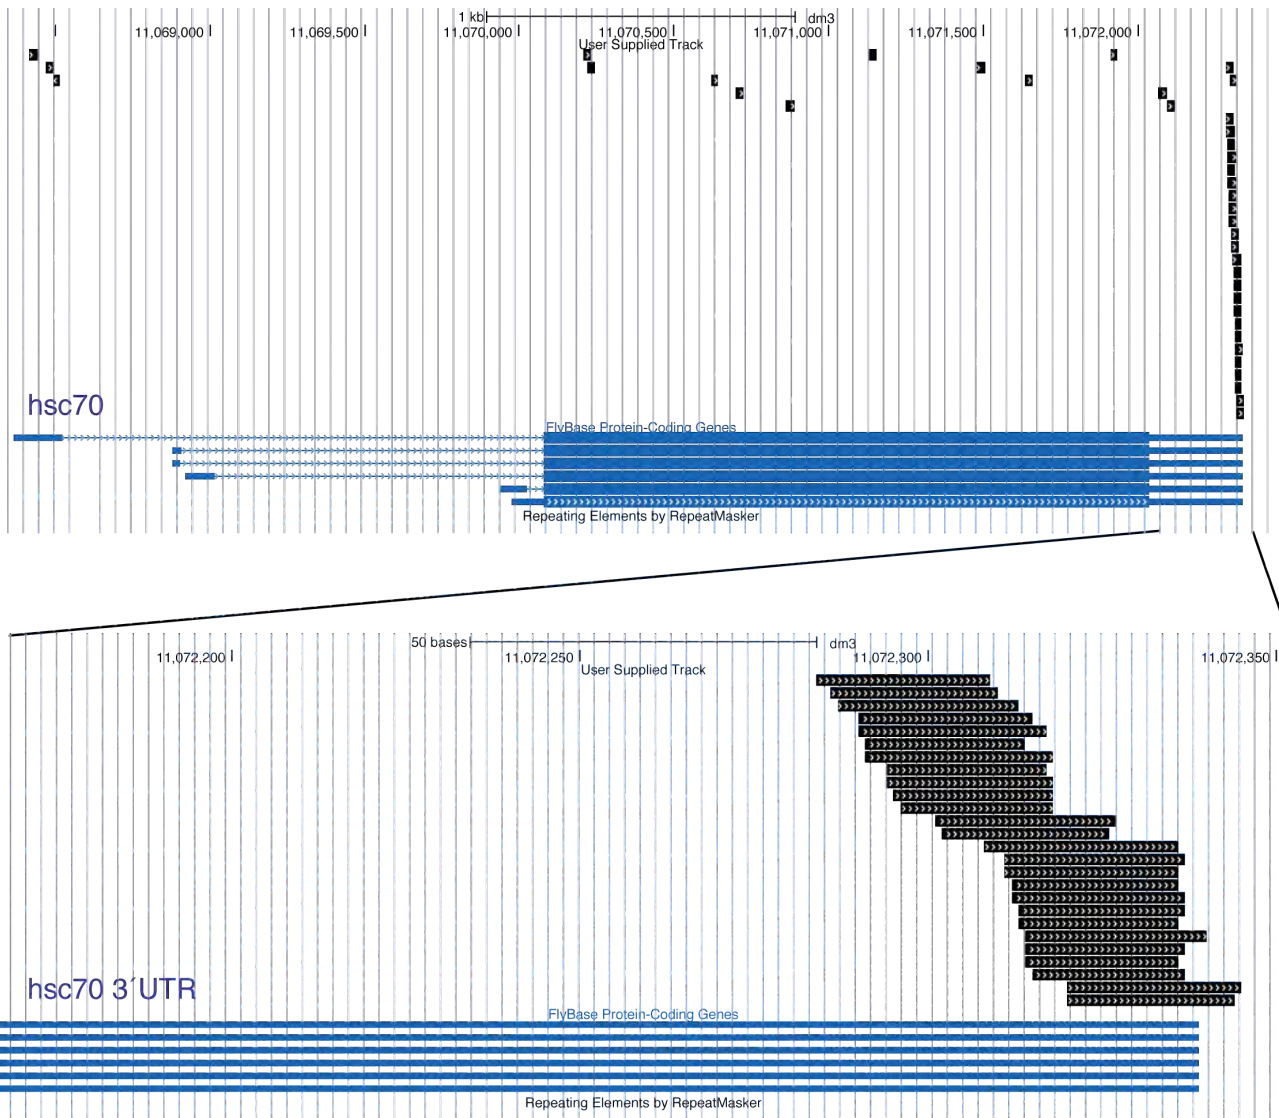 1 kb dm3
11,069,000 11,069,500 11,070,000 11,070,500 11,071,000 11,071,500 11,072,000
User Supplied Track
hsc70
FlyBase Protein-Coding Genes
Repeating Elements by RepeatMasker
50 bases dm3
11,072,200 11,072,250 11,072,300 11,072,350
User Supplied Track
hsc70 3´UTR
FlyBase Protein-Coding Genes
Repeating Elements by RepeatMasker